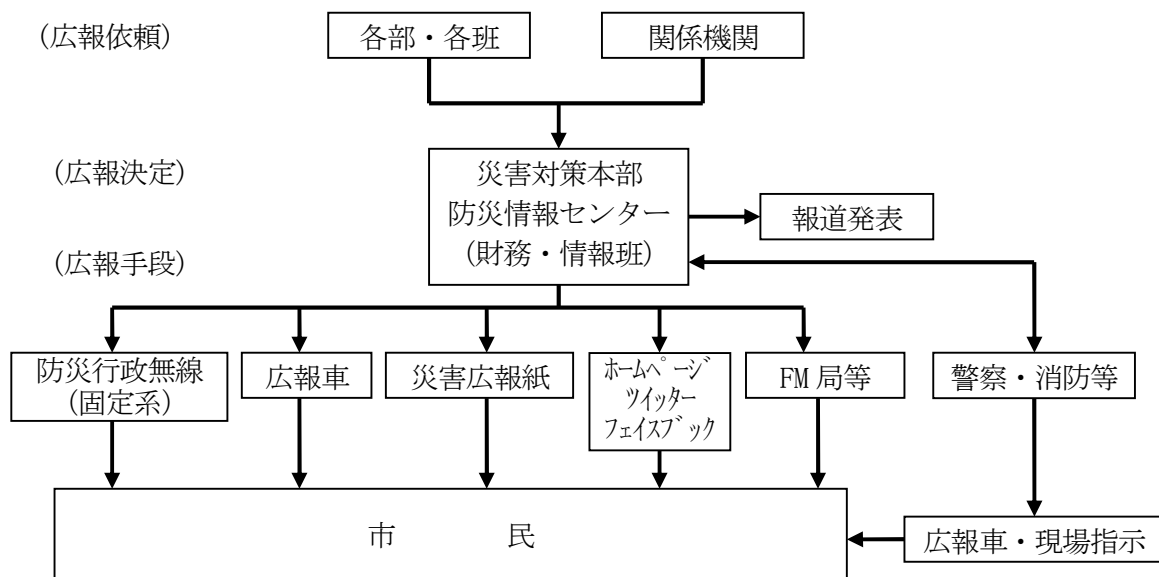 (広報依頼)
各部・各班
関係機関
(広報決定)
災害対策本部
防災情報センター
(財務・情報班)
報道発表
(広報手段)
防災行政無線
(固定系)
広報車
災害広報紙
ホームページ
ツイッター
フェイスブック
FM 局等
警察・消防等
市　　　民
広報車・現場指示